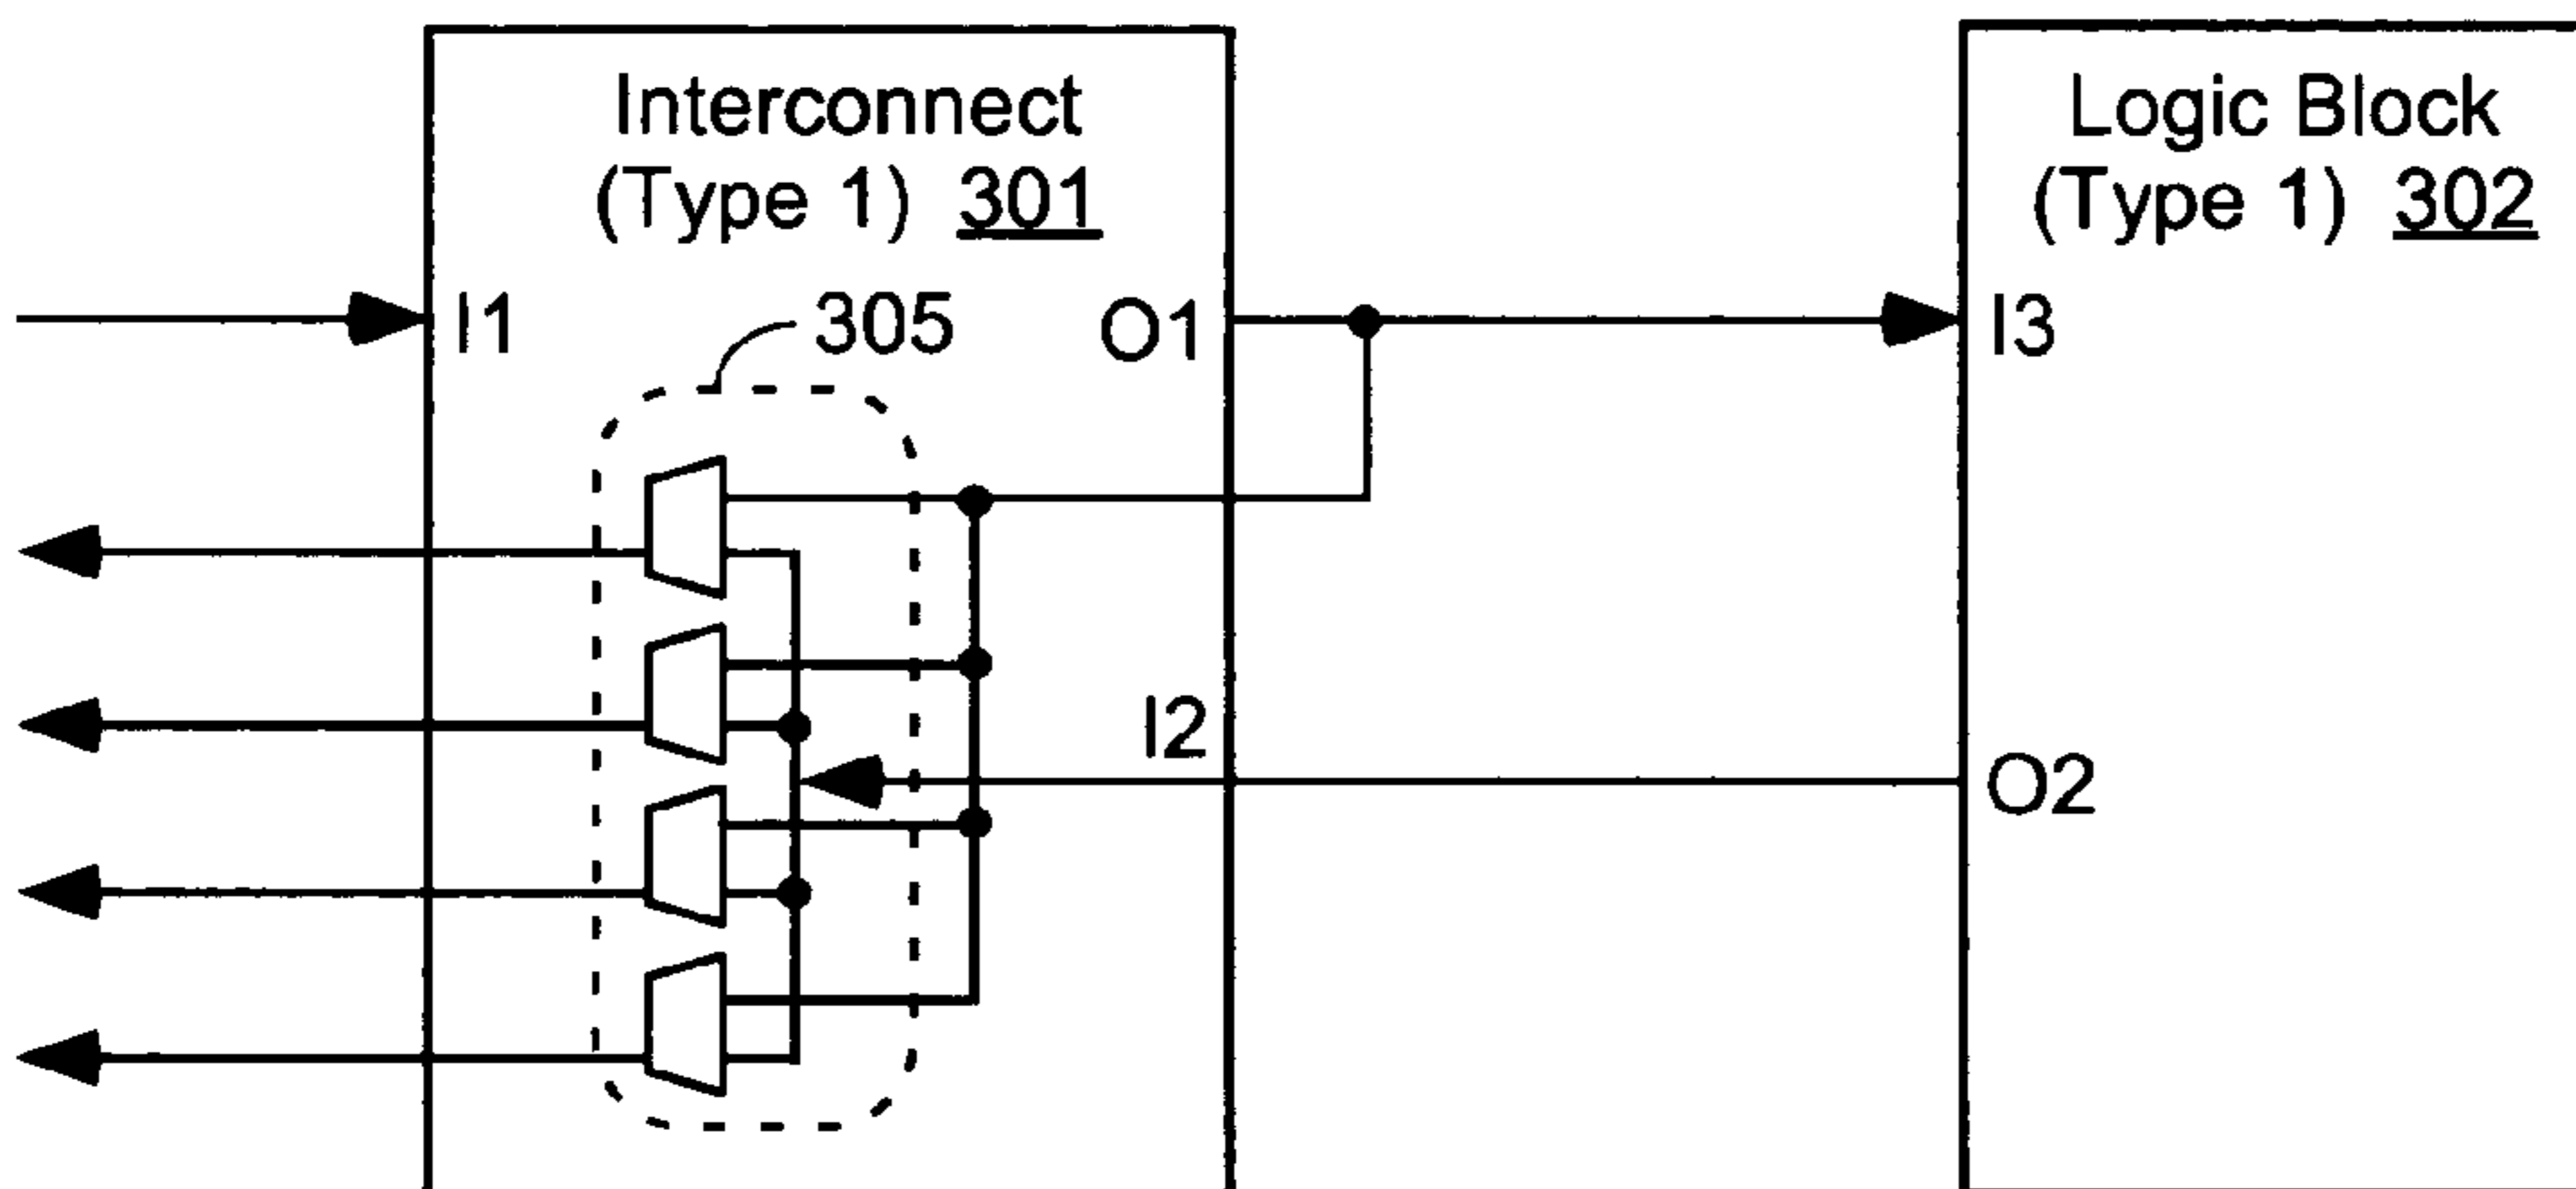 Interconnect
(Type 1) 301
Logic Block
(Type 1) 302
I1
305
O1
I3
I2
O2